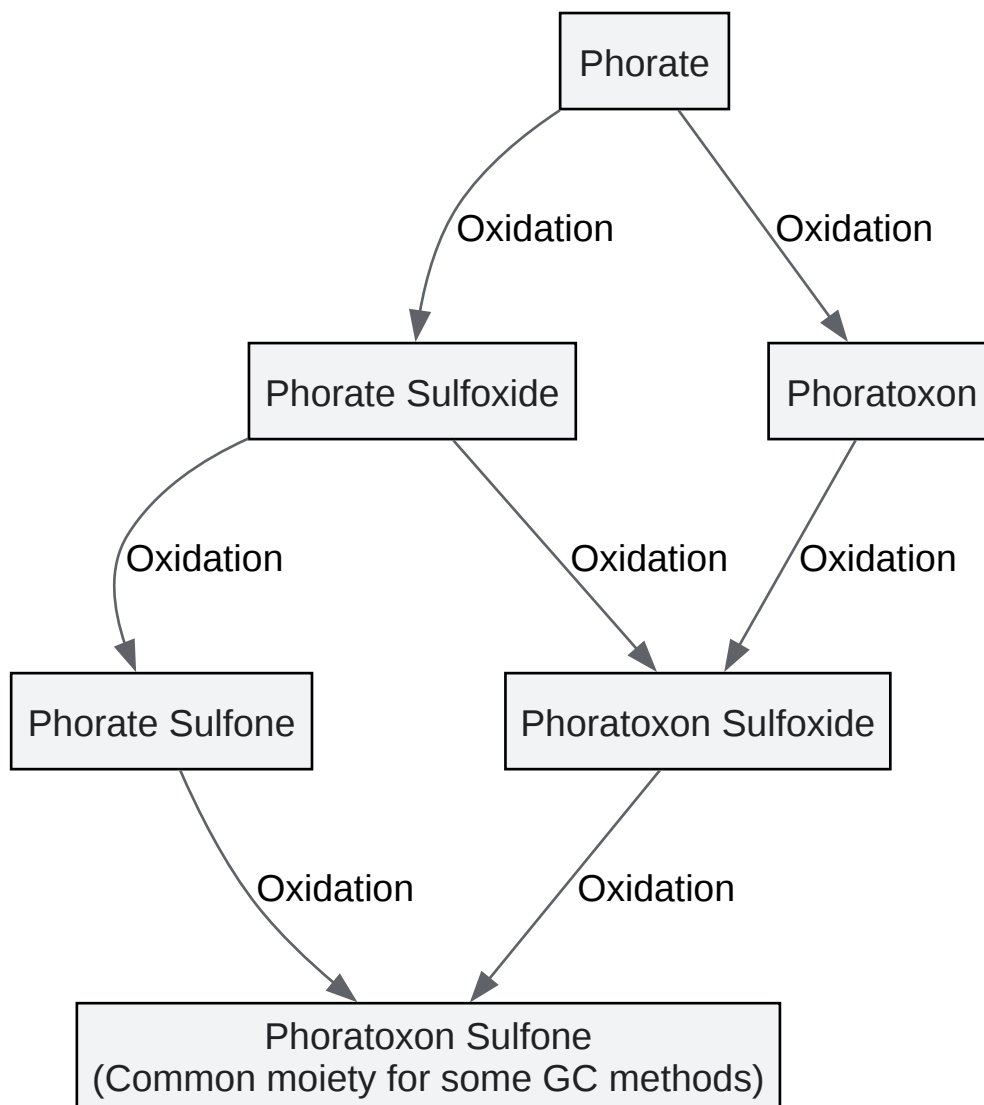 Phorate
Oxidation
Oxidation
Phorate Sulfoxide
Phoratoxon
Oxidation
Oxidation
Oxidation
Phorate Sulfone
Phoratoxon Sulfoxide
Oxidation
Oxidation
Phoratoxon Sulfone
(Common moiety for some GC methods)